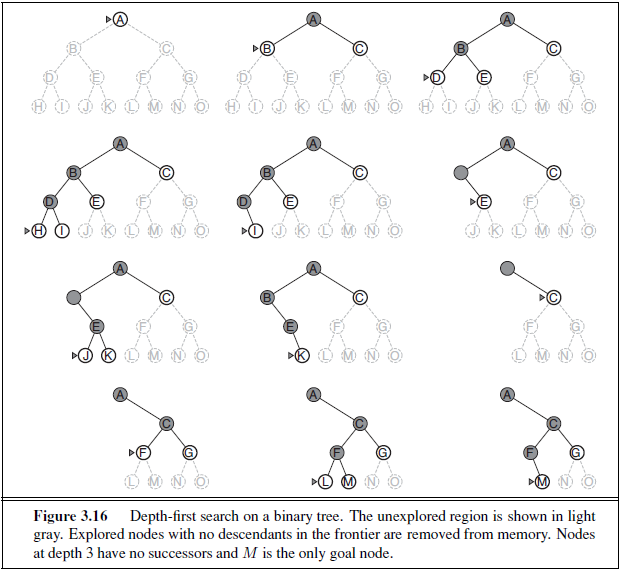 A A A
B C B C B C
D E F G D E F G D E F G
H I J K L M N O H I J K L M N O H I J K L M N O
A A A
B C B C C
D E F G D E F G E F G
H I J K L M N O I J K L M N O J K L M N O
A A
C B C C
E F G E F G F G
J K L M N O K L M N O L M N O
A A A
C C C
F G F G F G
L M N O L M N O M N O
Figure 3.16 Depth-first search on a binary tree. The unexplored region is shown in light
gray. Explored nodes with no descendants in the frontier are removed from memory. Nodes
at depth 3 have no successors and M is the only goal node.